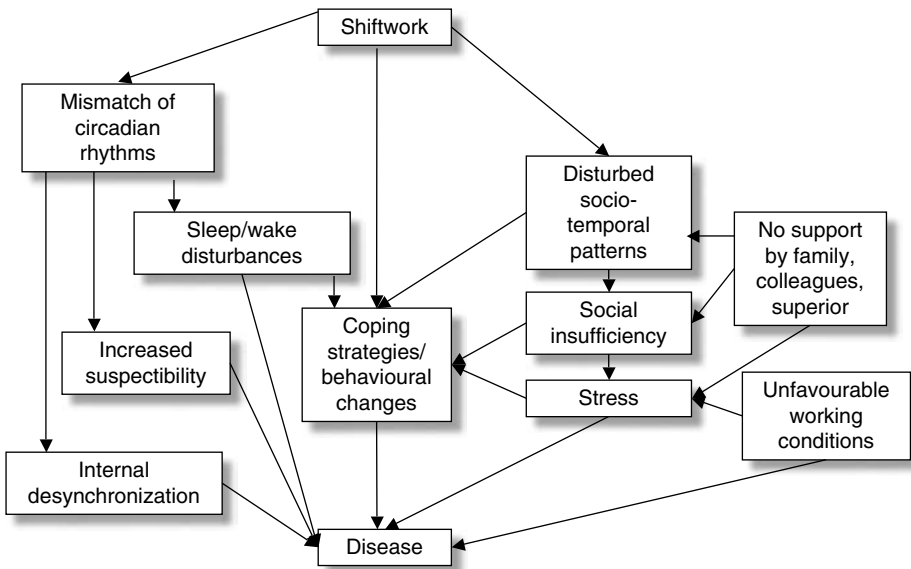 Shiftwork
Mismatch of
circadian
rhythms
Disturbed
socio-
temporal
patterns
Sleep/wake
disturbances
No support
by family,
colleagues,
superior
Coping
strategies/
behavioural
changes
Social
insufficiency
Increased
suspectibility
Stress
Unfavourable
working
conditions
Internal
desynchronization
Disease